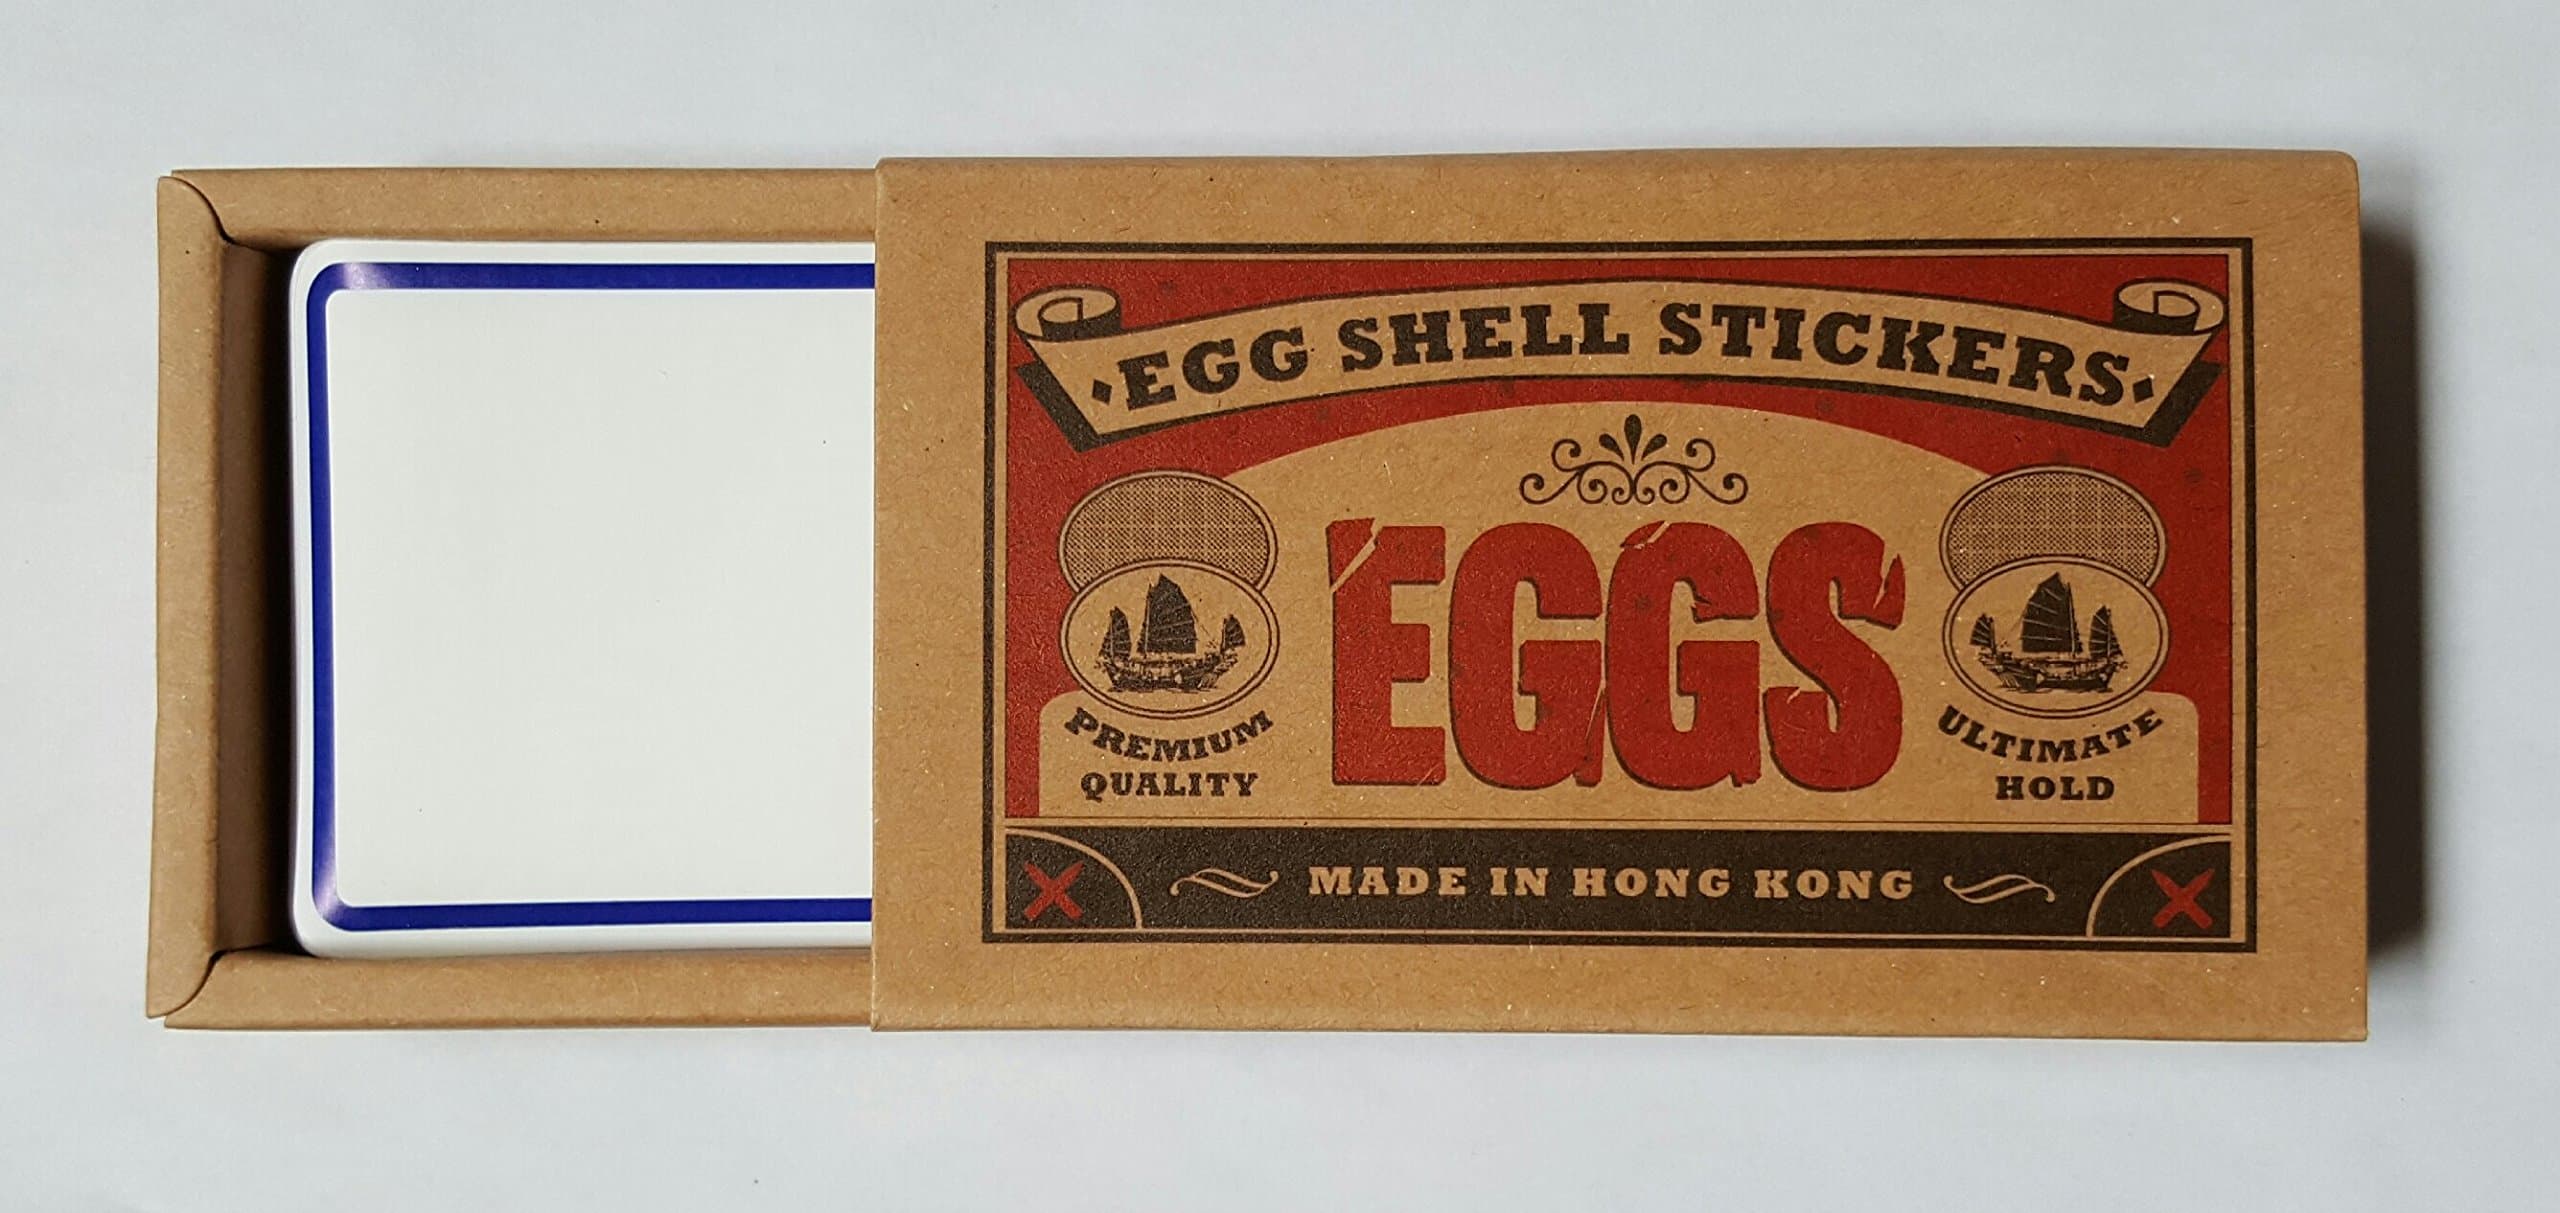 EGG SHELL STICKERS
EGGS
PREMIUM
QUALITY
ULTIMATE
HOLD
MADE IN HONG KONG